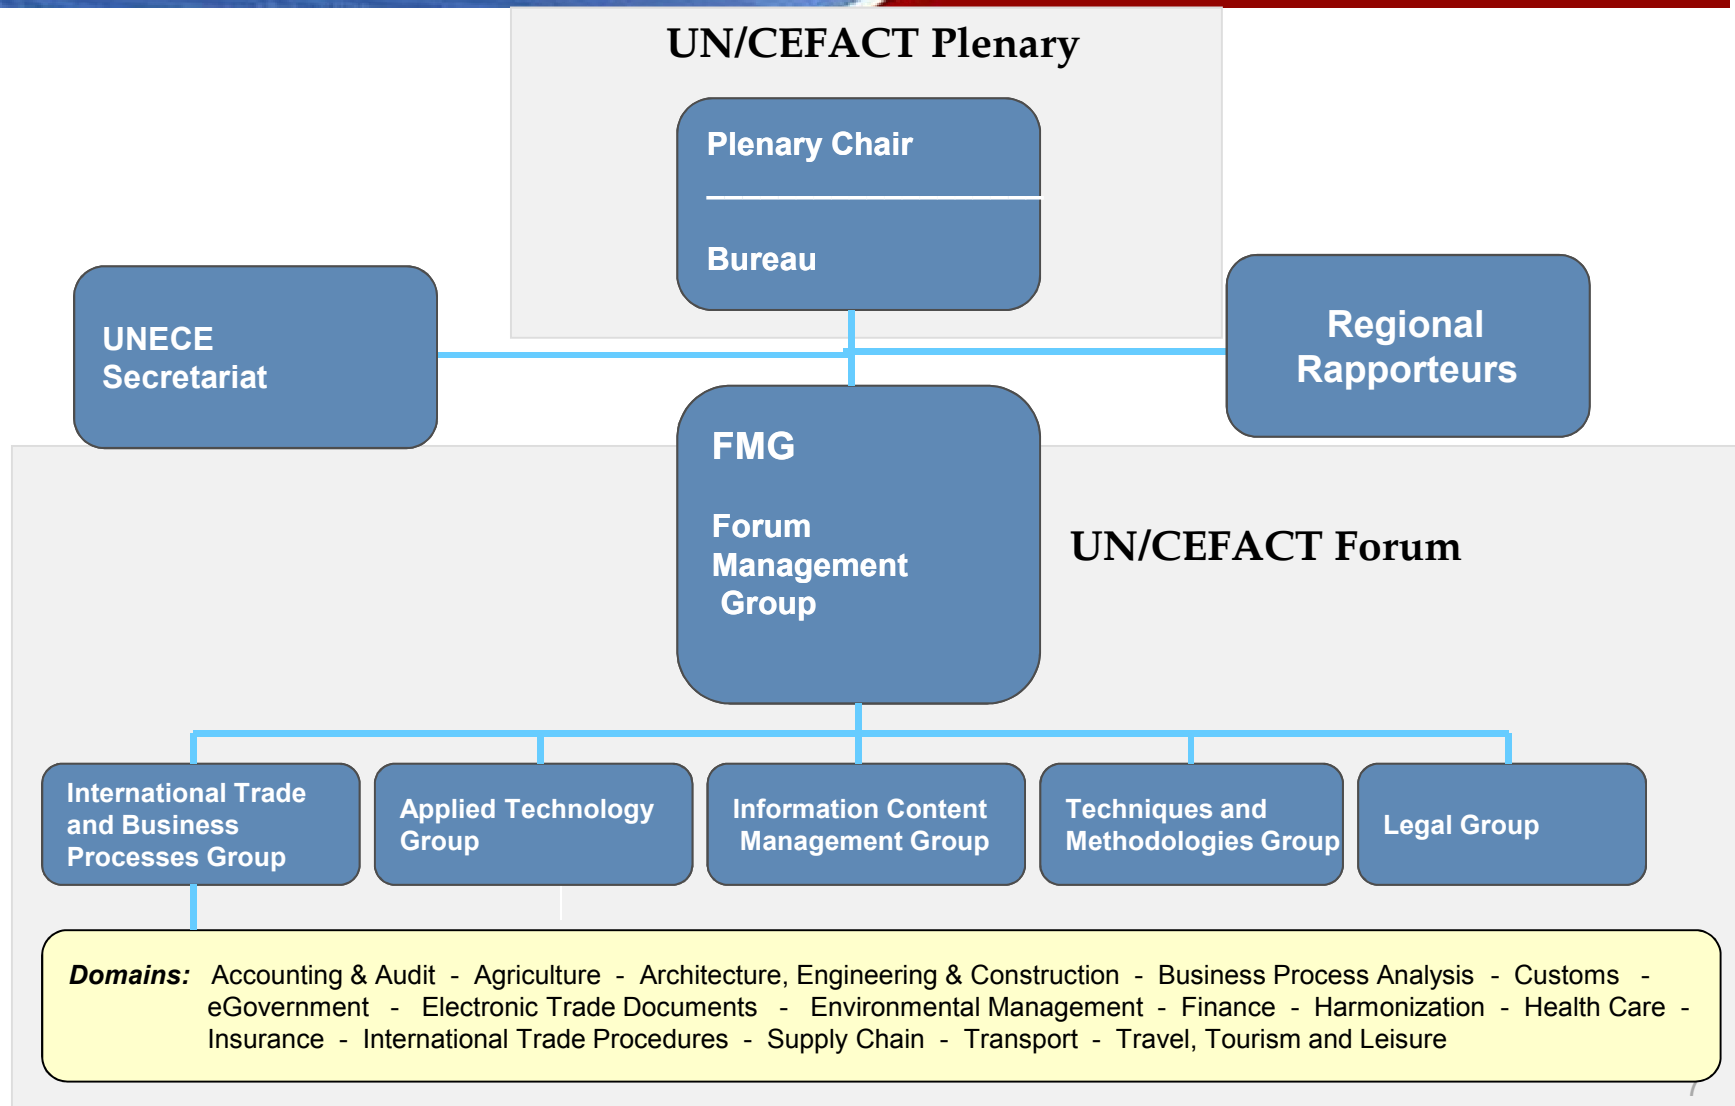 UN/CEFACT Plenary
Plenary Chair
Bureau
UNECE
Secretariat
Regional
Rapporteurs
FMG
Forum
Management
Group
UN/CEFACT Forum
International Trade
and Business
Processes Group
Applied Technology
Group
Information Content
Management Group
Techniques and
Methodologies Group
Legal Group
Domains: Accounting & Audit - Agriculture - Architecture, Engineering & Construction - Business Process Analysis - Customs -
eGovernment - Electronic Trade Documents - Environmental Management - Finance - Harmonization - Health Care -
Insurance - International Trade Procedures - Supply Chain - Transport - Travel, Tourism and Leisure
7